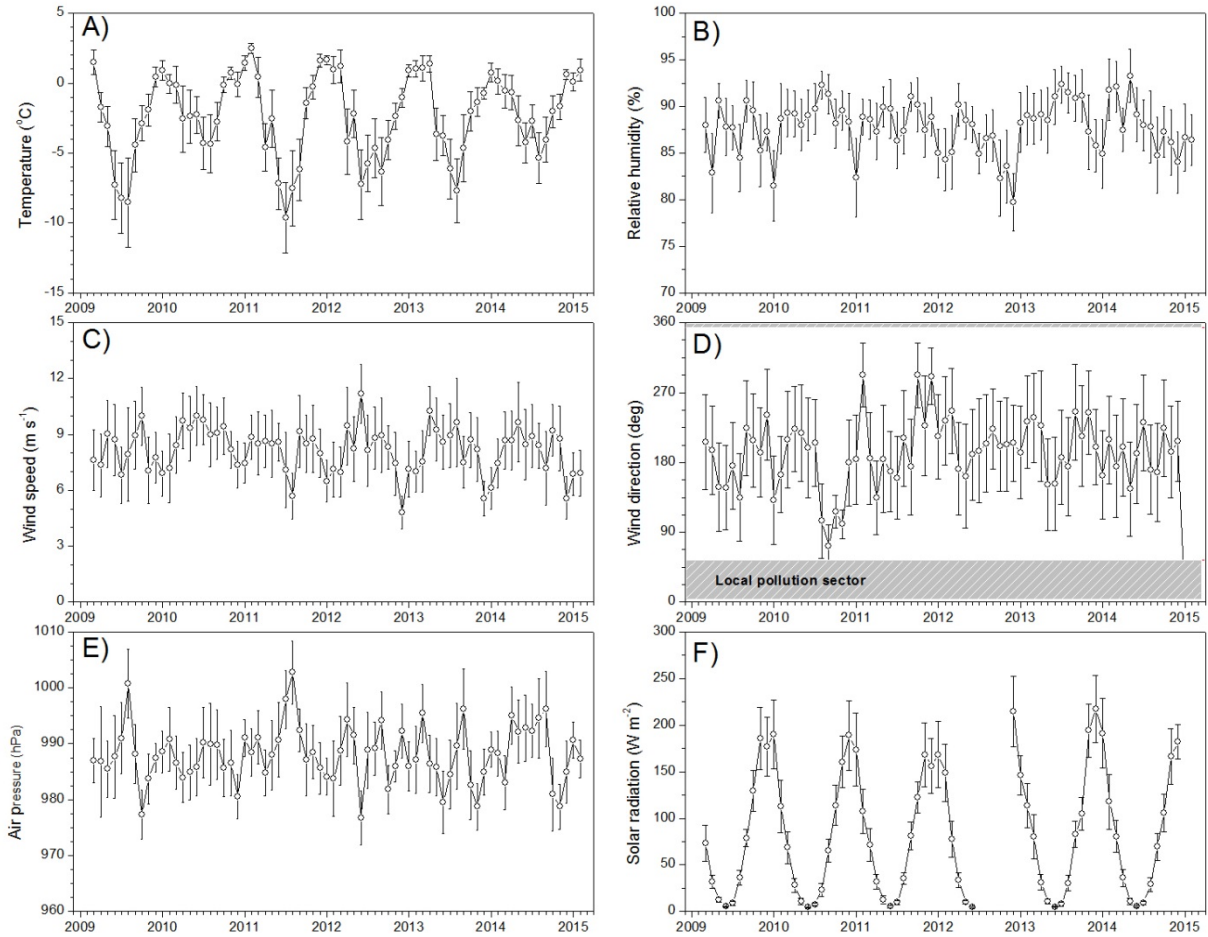 A)
Temperature (°C)
5
0
-5
-10
-15
2009 2010 2011 2012 2013 2014 2015
B)
Relative humidity (%)
100
95
90
85
80
75
70
2009 2010 2011 2012 2013 2014 2015
C)
Wind speed (m s⁻¹)
15
12
9
6
3
0
2009 2010 2011 2012 2013 2014 2015
D)
Wind direction (deg)
360
270
180
90
0
Local pollution sector
2009 2010 2011 2012 2013 2014 2015
E)
Air pressure (hPa)
1010
1000
990
980
970
960
2009 2010 2011 2012 2013 2014 2015
F)
Solar radiation (W m⁻²)
300
250
200
150
100
50
0
2009 2010 2011 2012 2013 2014 2015